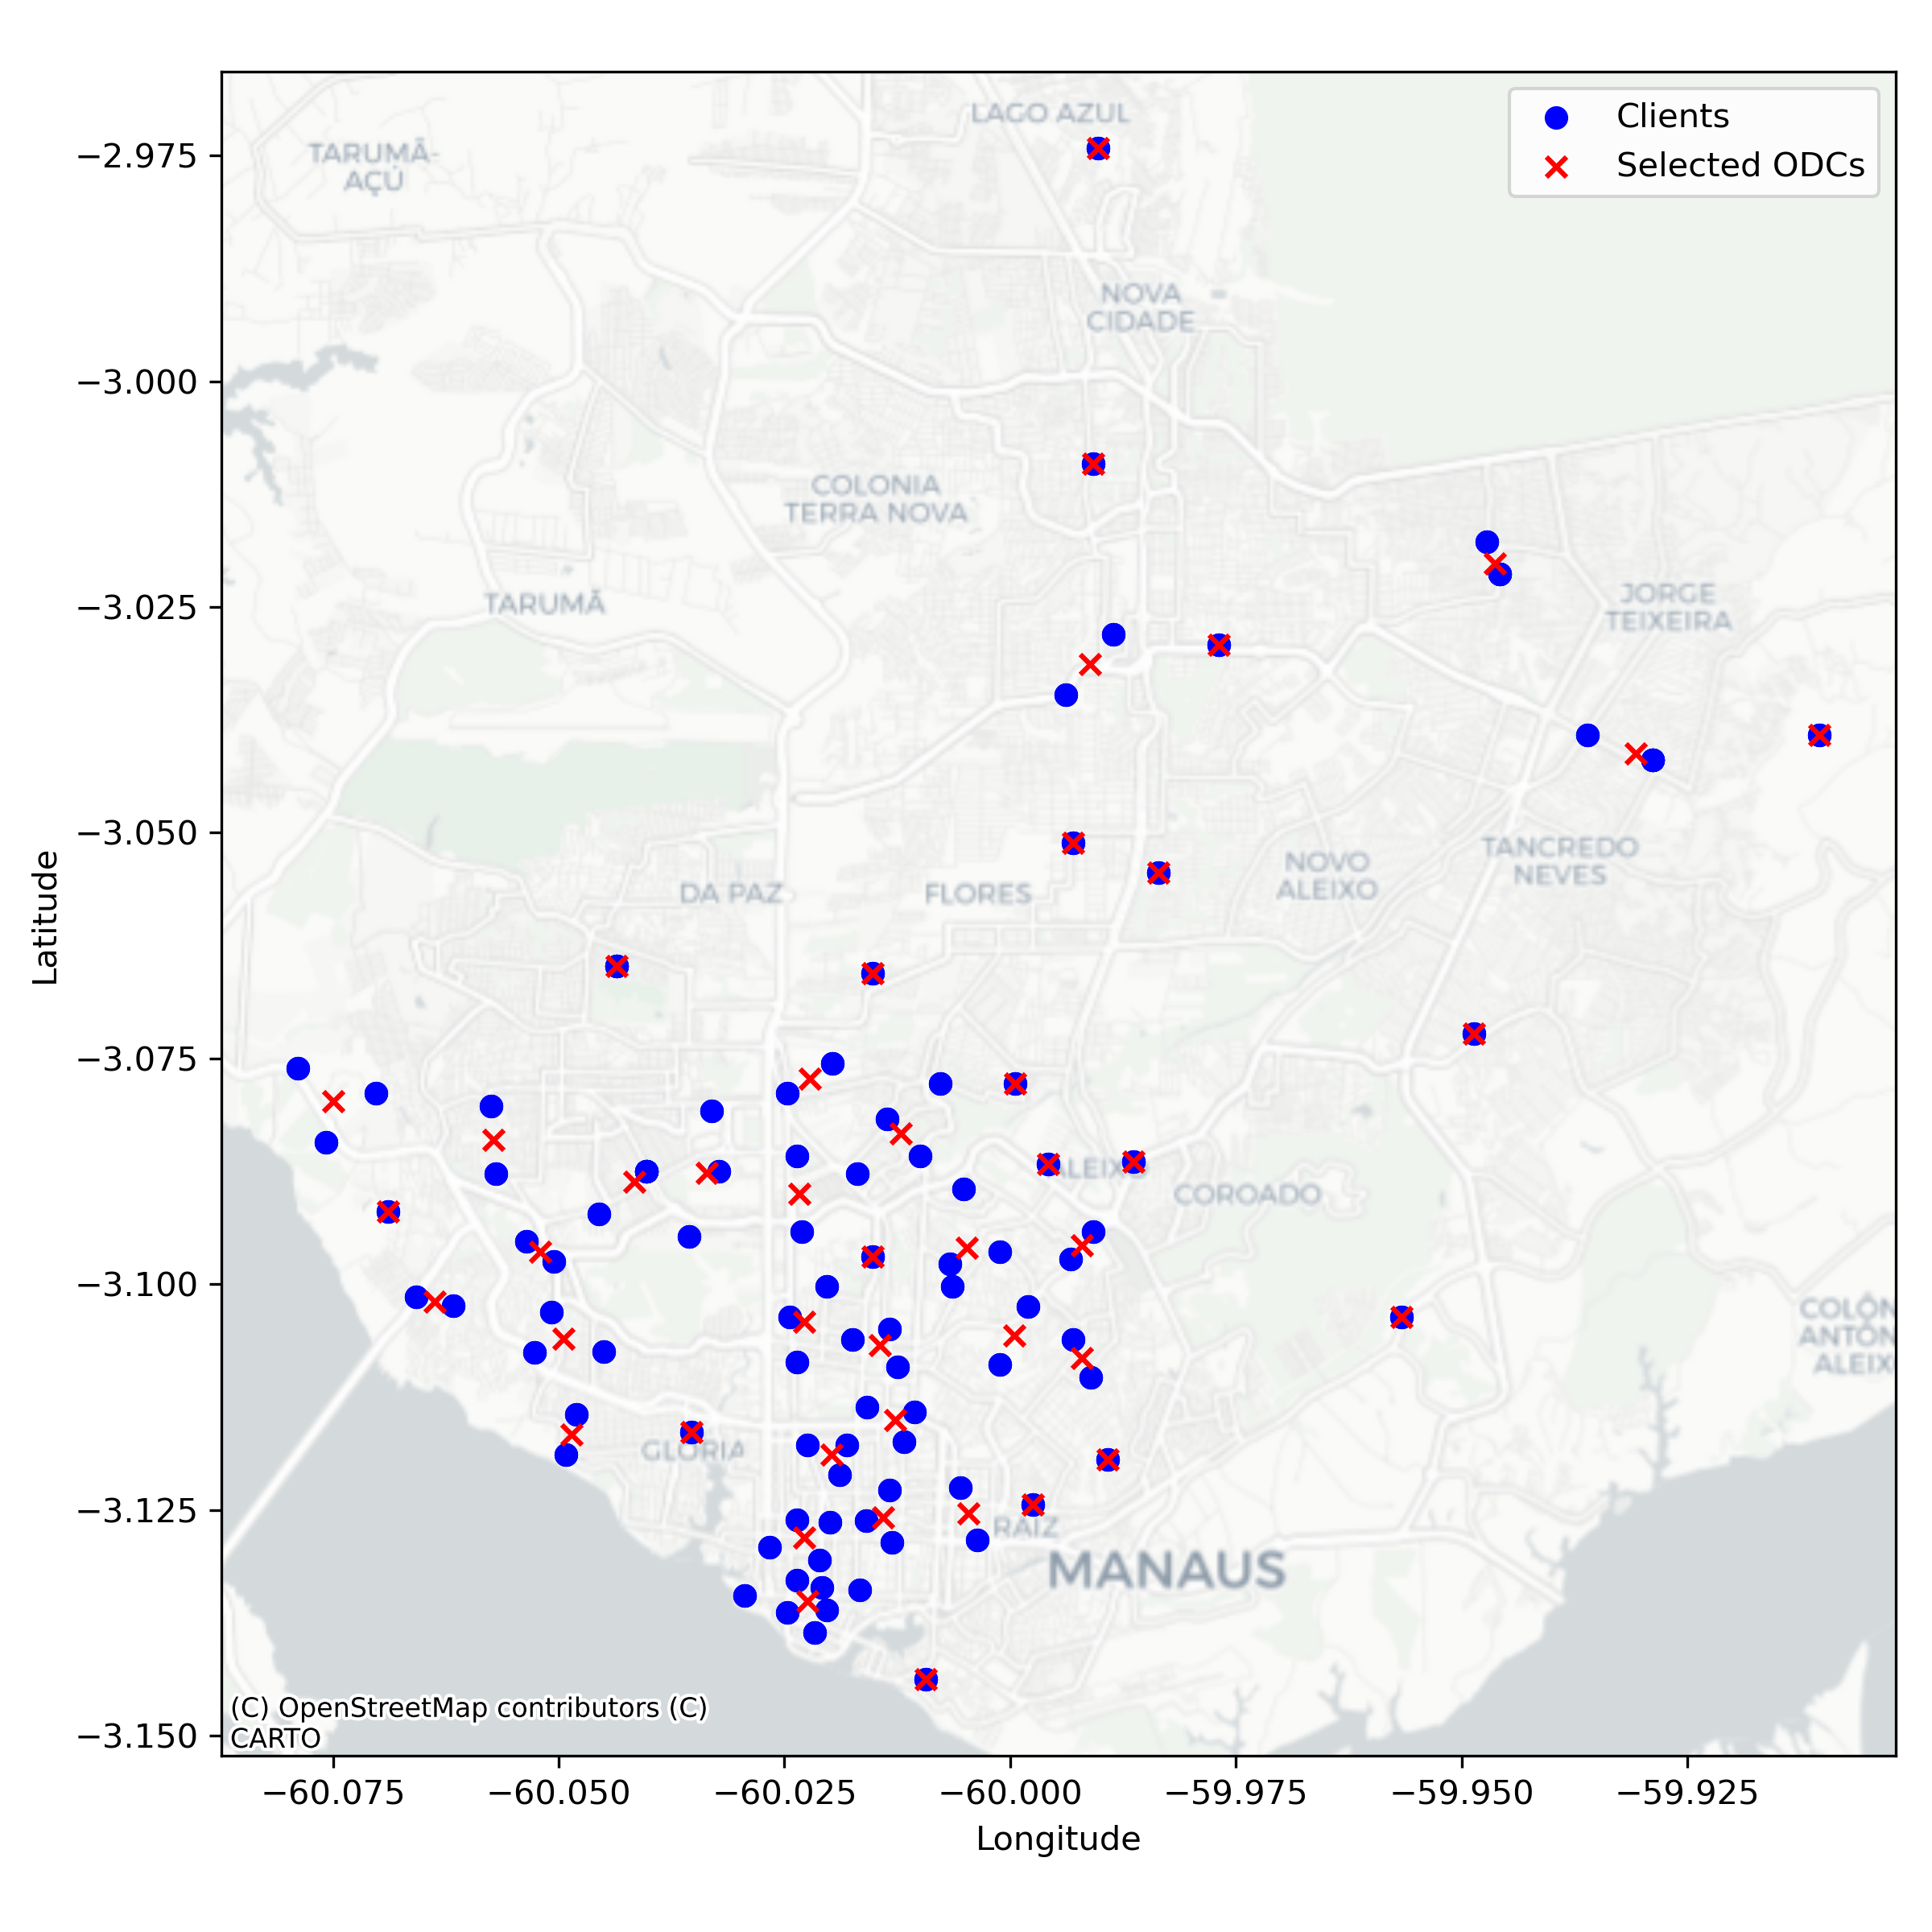 LAGO AZUL
Clients
Selected ODCs
TARUMÃ-
AÇÚ
NOVA
CIDADE
COLONIA
TERRA NOVA
TARUMÃ
JORGE
TEIXEIRA
DA PAZ
FLORES
NOVO
ALEIXO
TANCREDO
NEVES
ALEIXO
COROADO
COLÔN
ANTÔN
ALEIX
GLÓRIA
RAIZ
MANAUS
(C) OpenStreetMap contributors (C)
CARTO
−2.975
−3.000
−3.025
−3.050
−3.075
−3.100
−3.125
−3.150
Latitude
−60.075
−60.050
−60.025
−60.000
−59.975
−59.950
−59.925
Longitude